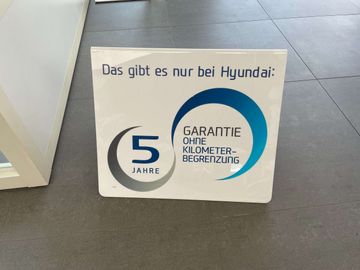 Das gibt es nur bei Hyundai:
5
JAHRE
GARANTIE
OHNE
KILOMETER-
BEGRENZUNG